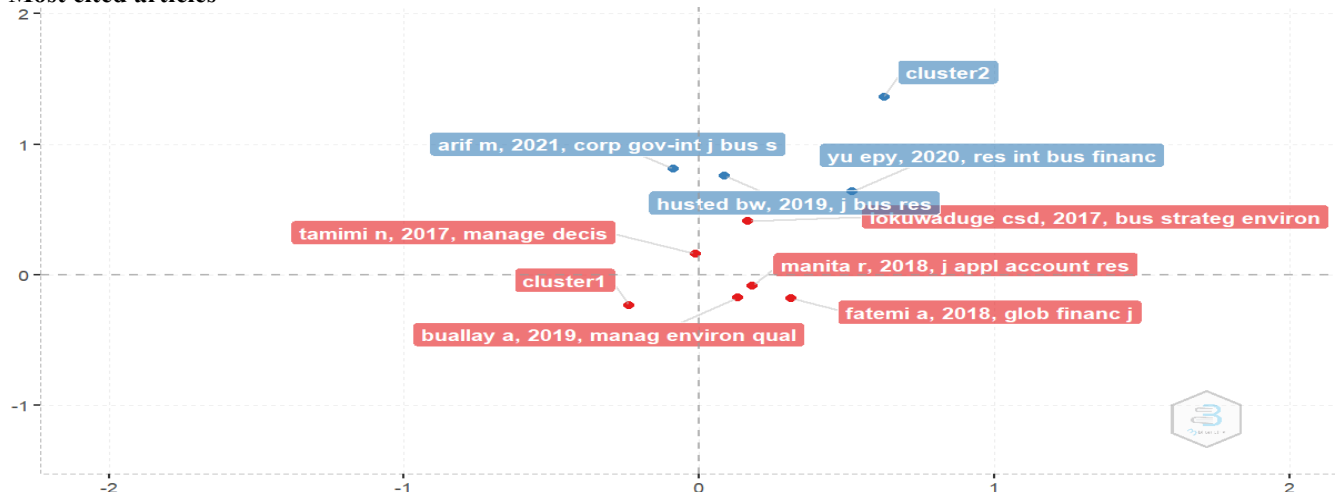 Most cited articles
2
cluster2
1
arif m, 2021, corp gov-int j bus s
yu epy, 2020, res int bus financ
husted bw, 2019, j bus res
lokuwaduge csd, 2017, bus strateg environ
tamimi n, 2017, manage decis
manita r, 2018, j appl account res
0
cluster1
fatemi a, 2018, glob financ j
buallay a, 2019, manag environ qual
-1
-2
-1
0
1
2